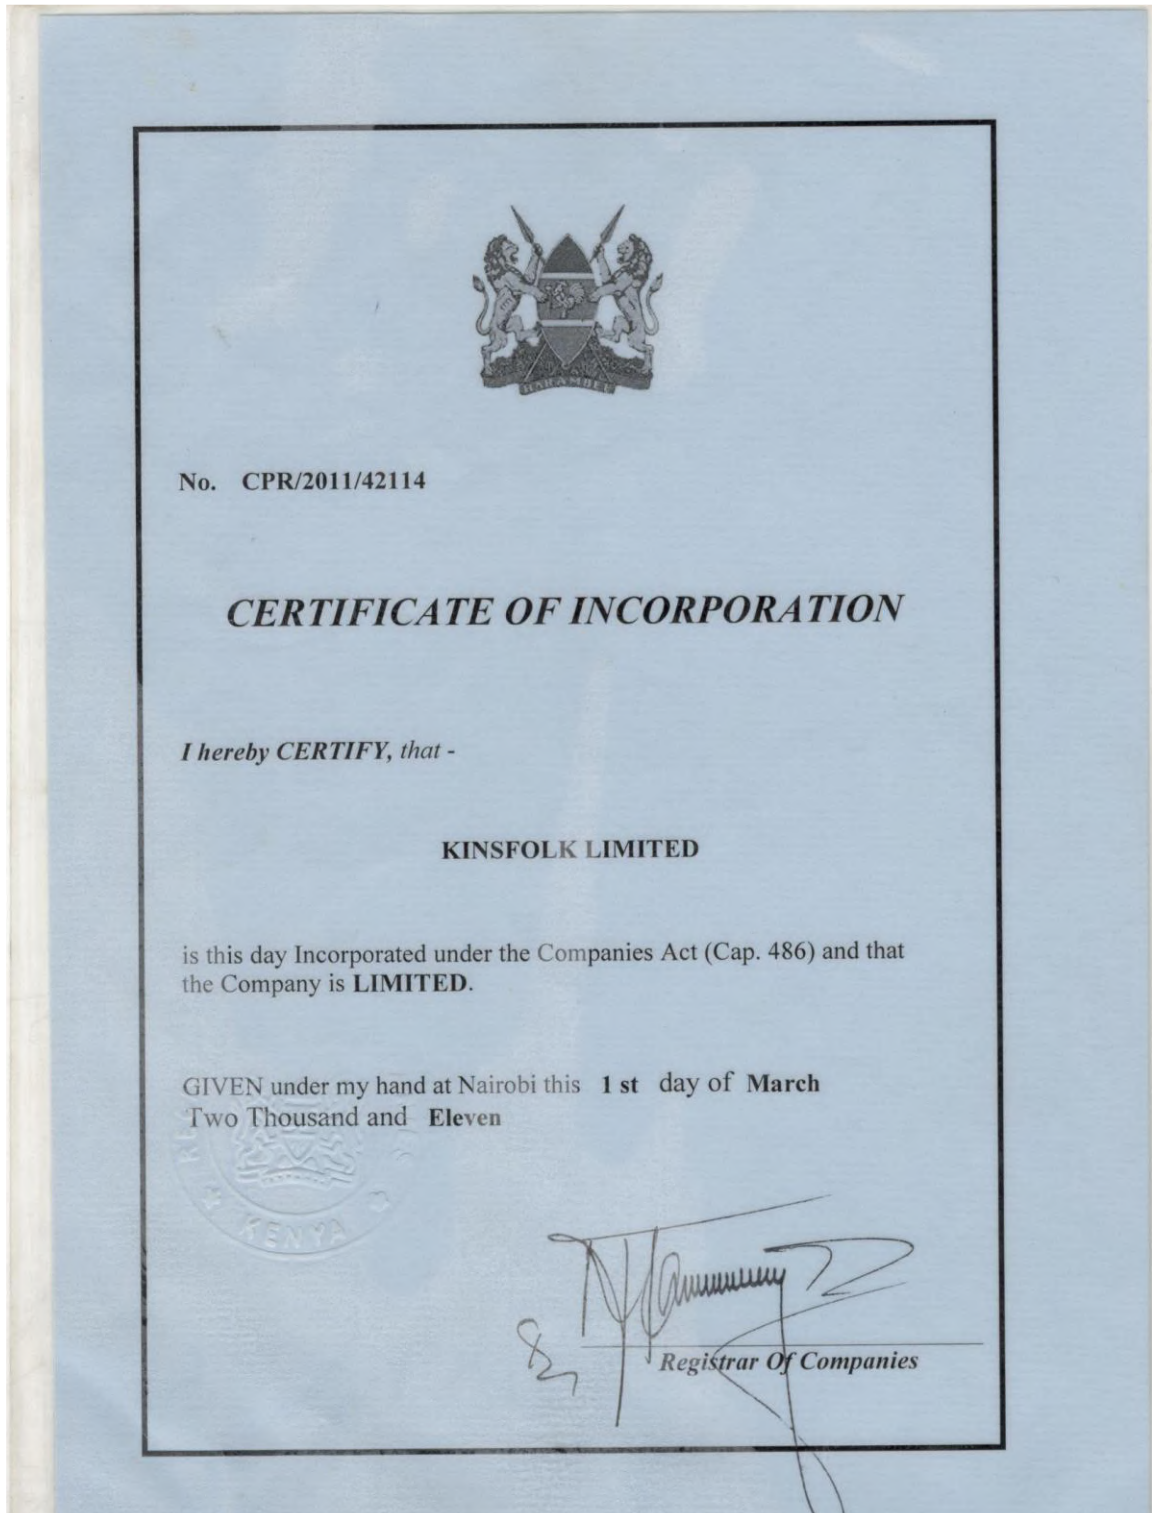 HARAMBEE
No. CPR/2011/42114
CERTIFICATE OF INCORPORATION
I hereby CERTIFY, that -
KINSFOLK LIMITED
is this day Incorporated under the Companies Act (Cap. 486) and that
the Company is LIMITED.
GIVEN under my hand at Nairobi this 1 st day of March
Two Thousand and Eleven
KENYA
Registrar Of Companies